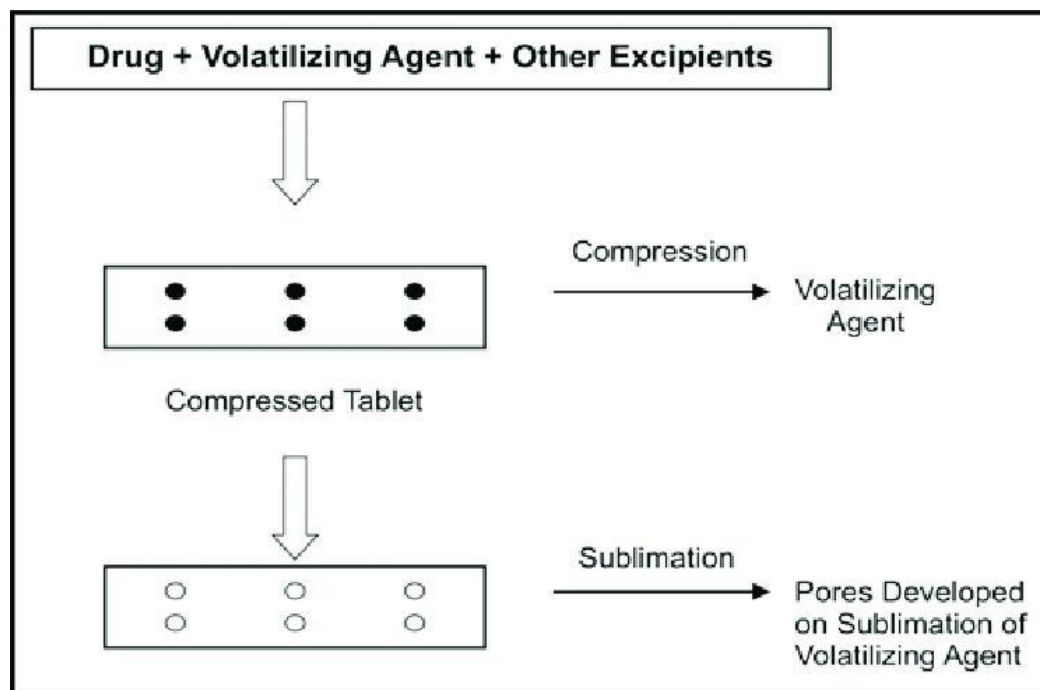 Drug + Volatilizing Agent + Other Excipients
Compression
Volatilizing
Agent
Compressed Tablet
Sublimation
Pores Developed
on Sublimation of
Volatilizing Agent